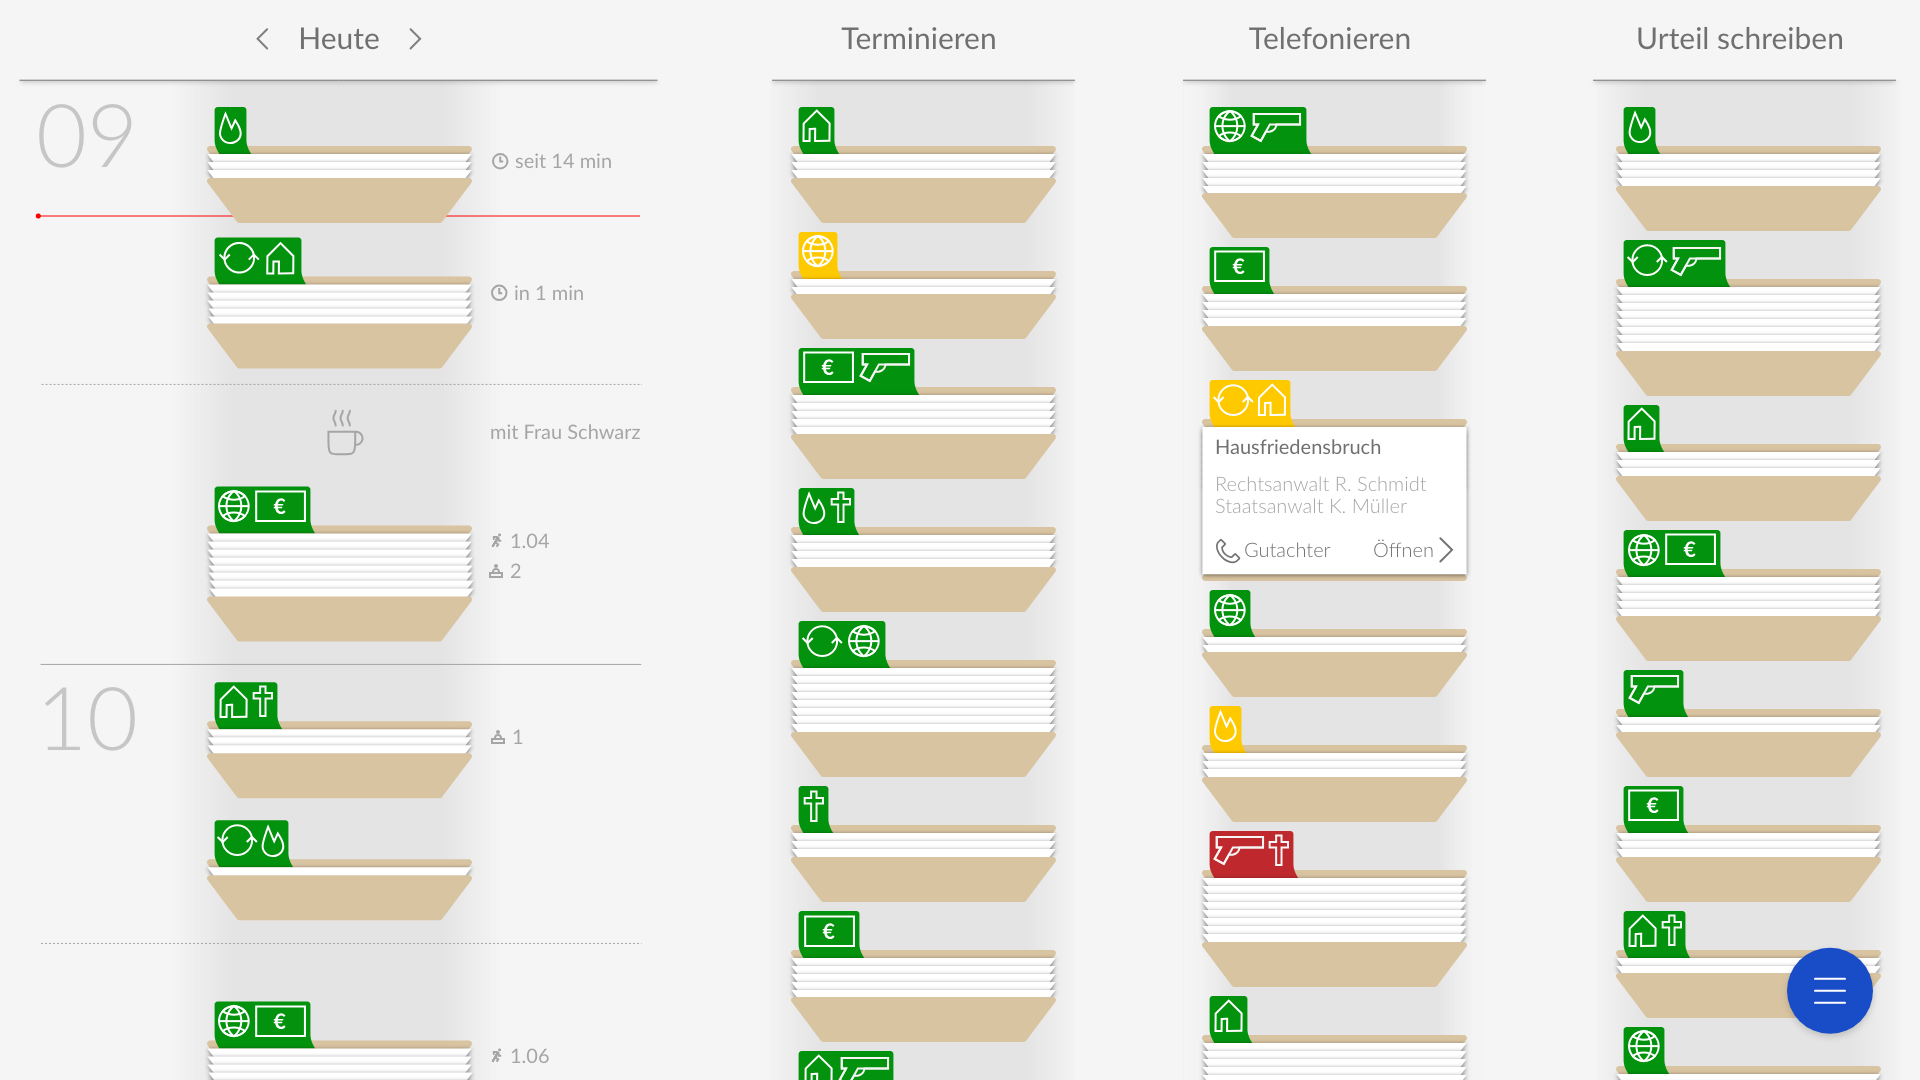 Heute
Terminieren
Telefonieren
Urteil schreiben
09
seit 14 min
in 1 min
€
mit Frau Schwarz
€
1.04
2
10
1
€
1.06
€
€
Hausfriedensbruch
Rechtsanwalt R. Schmidt
Staatsanwalt K. Müller
Gutachter
Öffnen
€
€